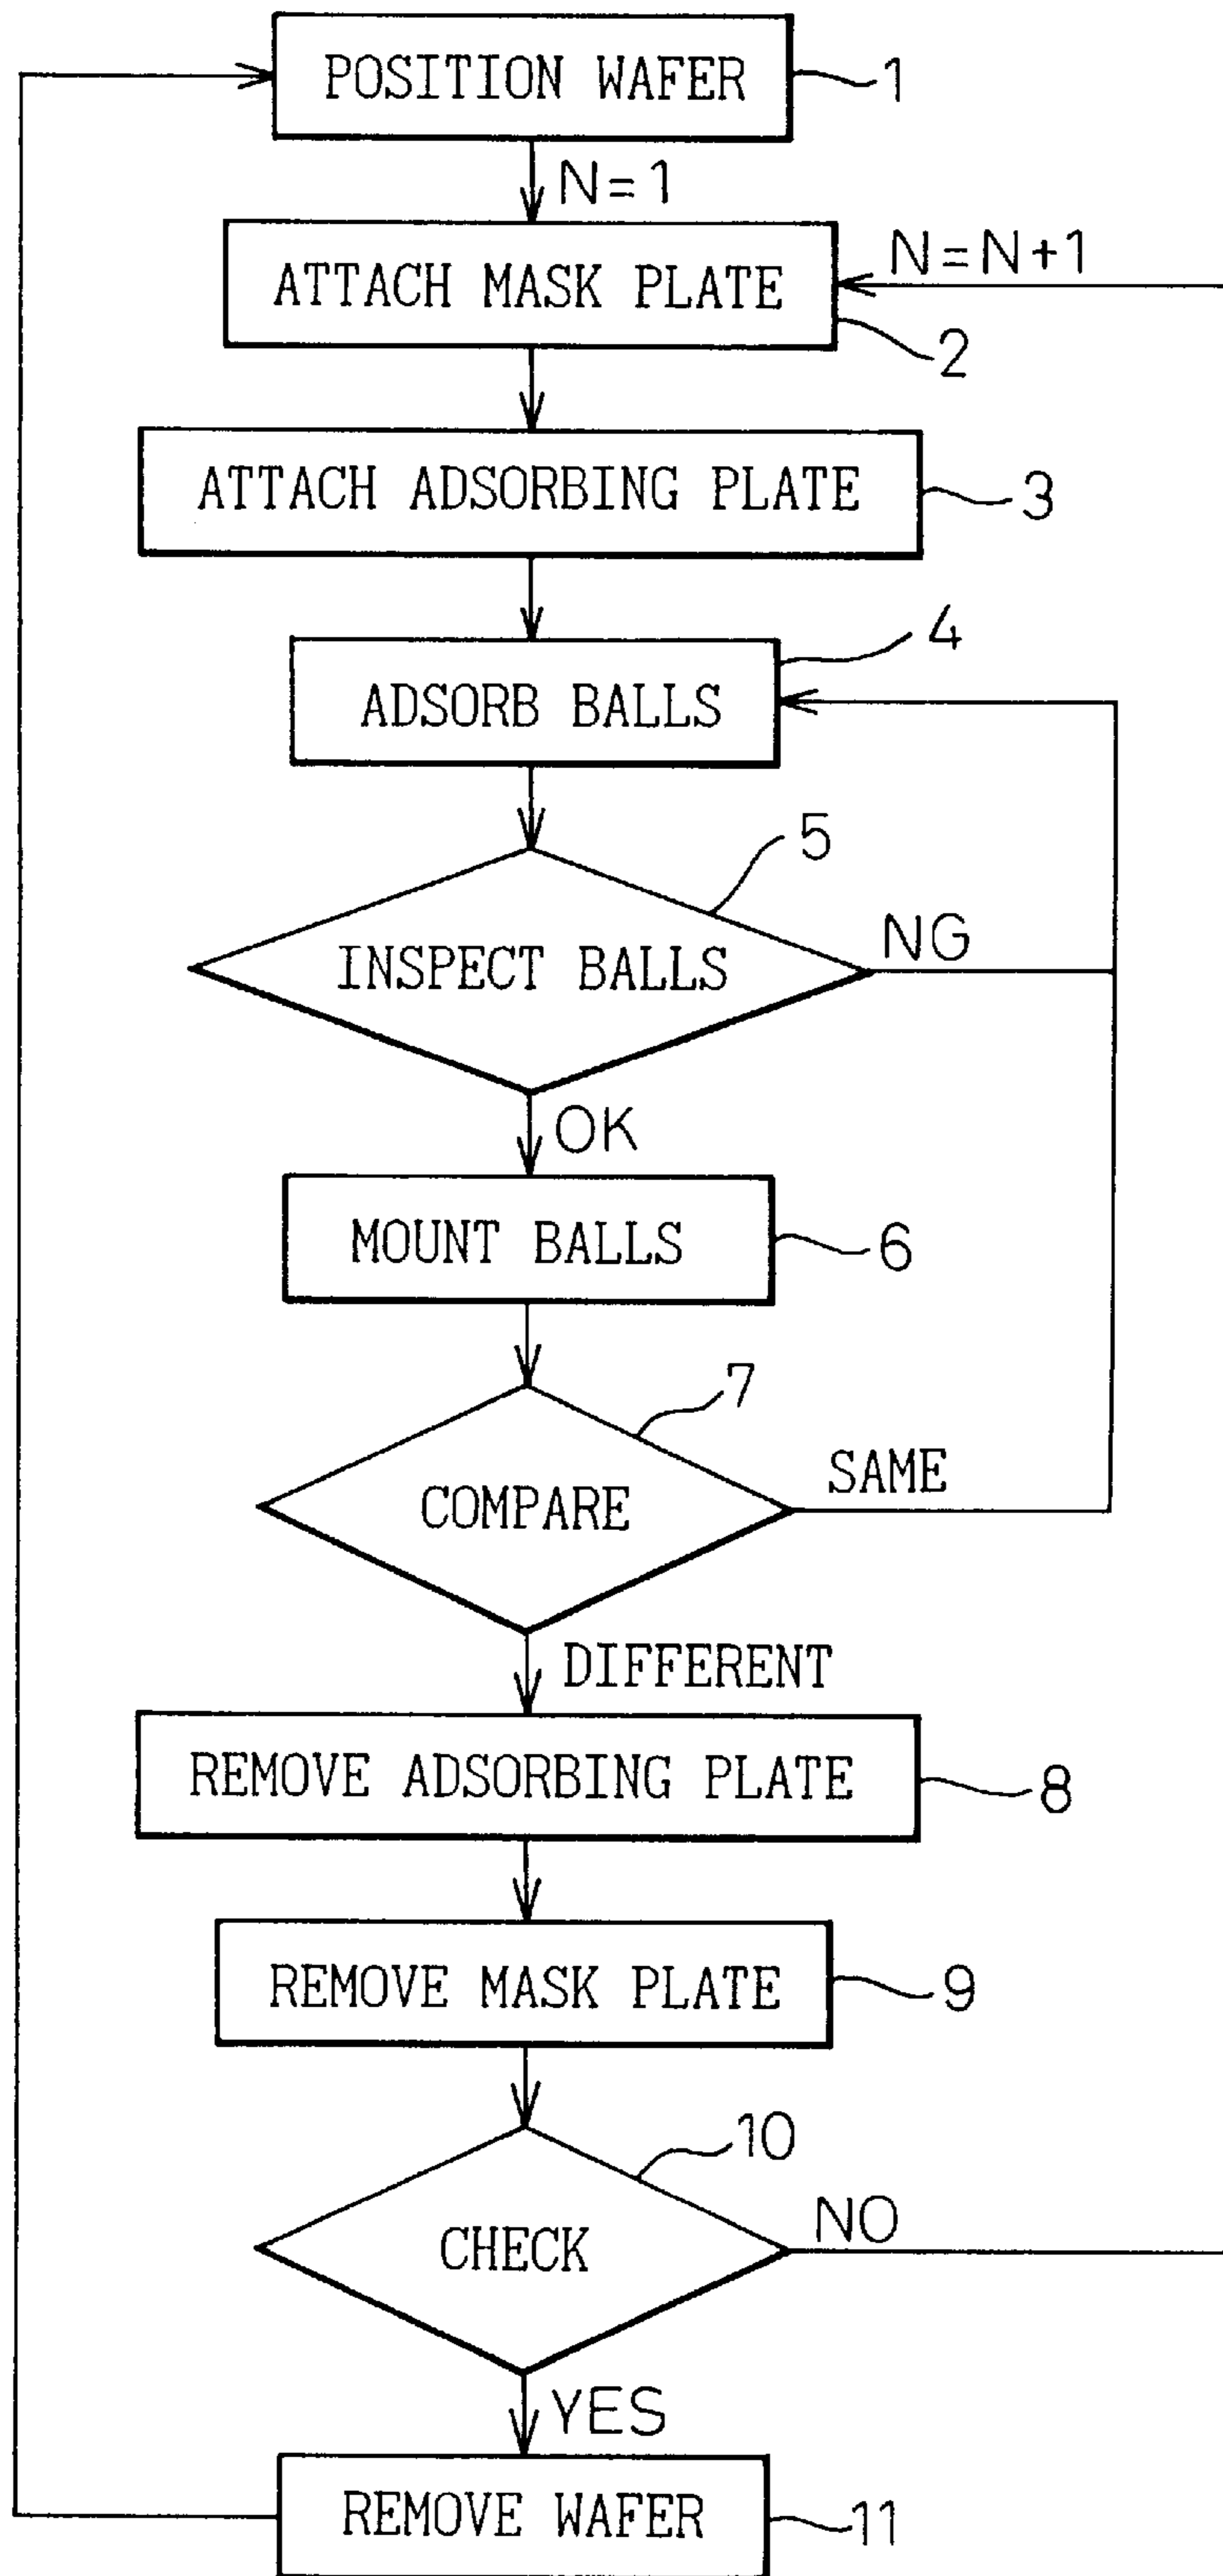 POSITION WAFER
1
N=1
ATTACH MASK PLATE
N=N+1
2
ATTACH ADSORBING PLATE
3
4
ADSORB BALLS
5
INSPECT BALLS
NG
OK
MOUNT BALLS
6
7
COMPARE
SAME
DIFFERENT
REMOVE ADSORBING PLATE
8
REMOVE MASK PLATE
9
10
CHECK
NO
YES
REMOVE WAFER
11